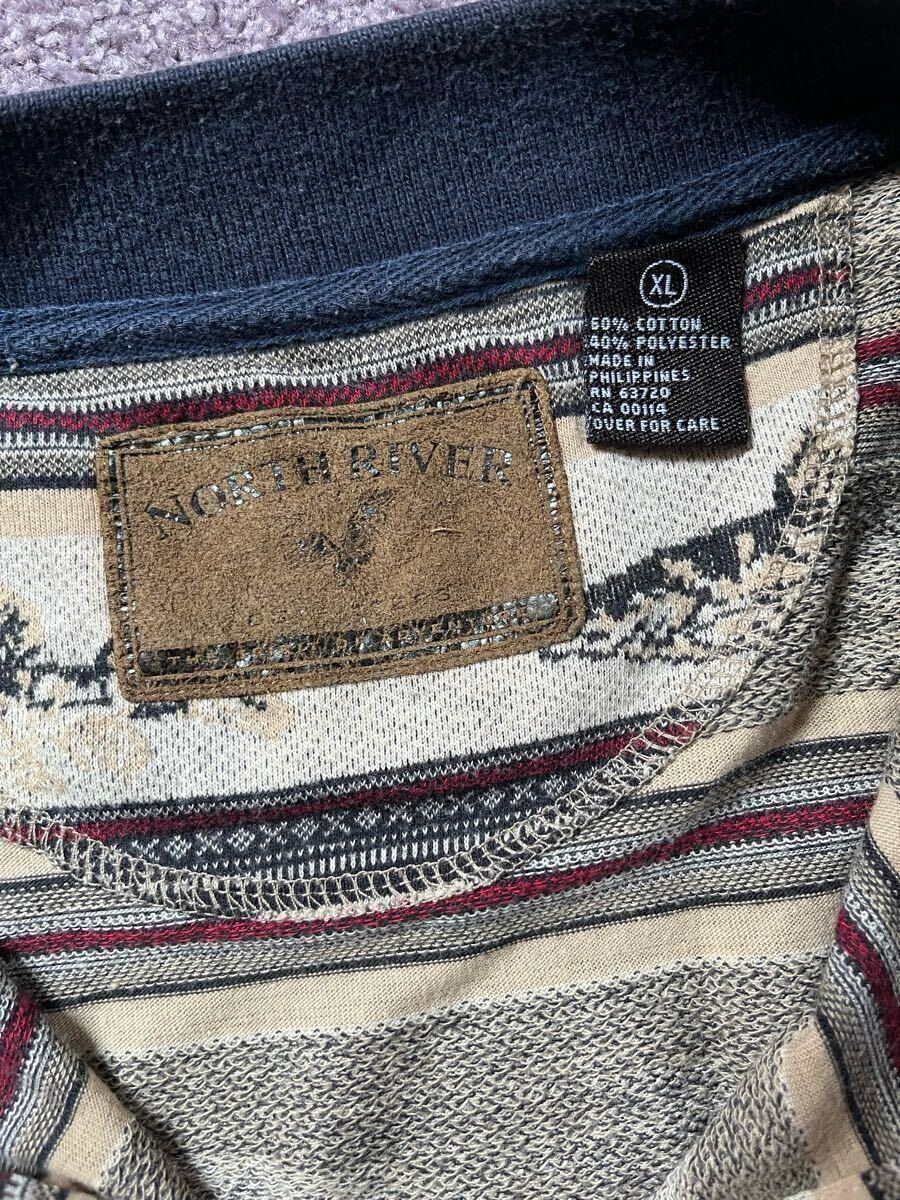 NORTH RIVER
XL
60% COTTON
40% POLYESTER
MADE IN
PHILIPPINES
RN 63720
CA 00114
OVER FOR CARE